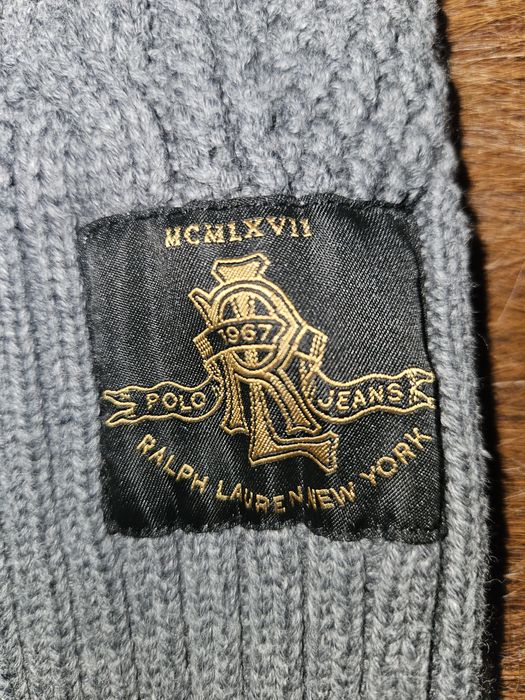 MCMLXVII
1967
POLO JEANS
RALPH LAUREN NEW YORK